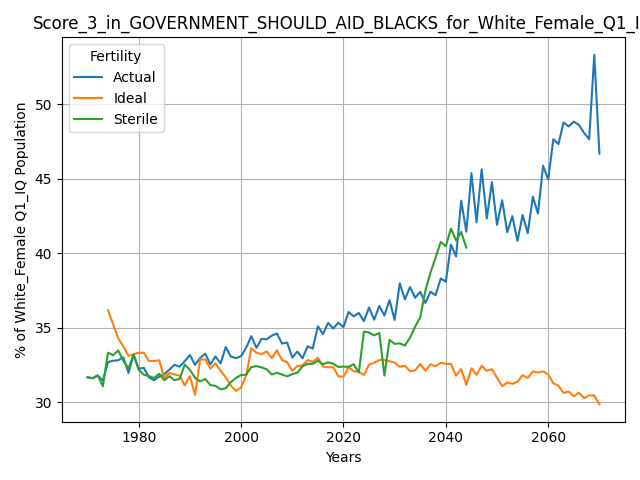 Score_3_in_GOVERNMENT_SHOULD_AID_BLACKS_for_White_Female_Q1_I
Fertility
Actual
Ideal
Sterile
% of White_Female Q1_IQ Population
50
45
40
35
30
1980
2000
2020
2040
2060
Years